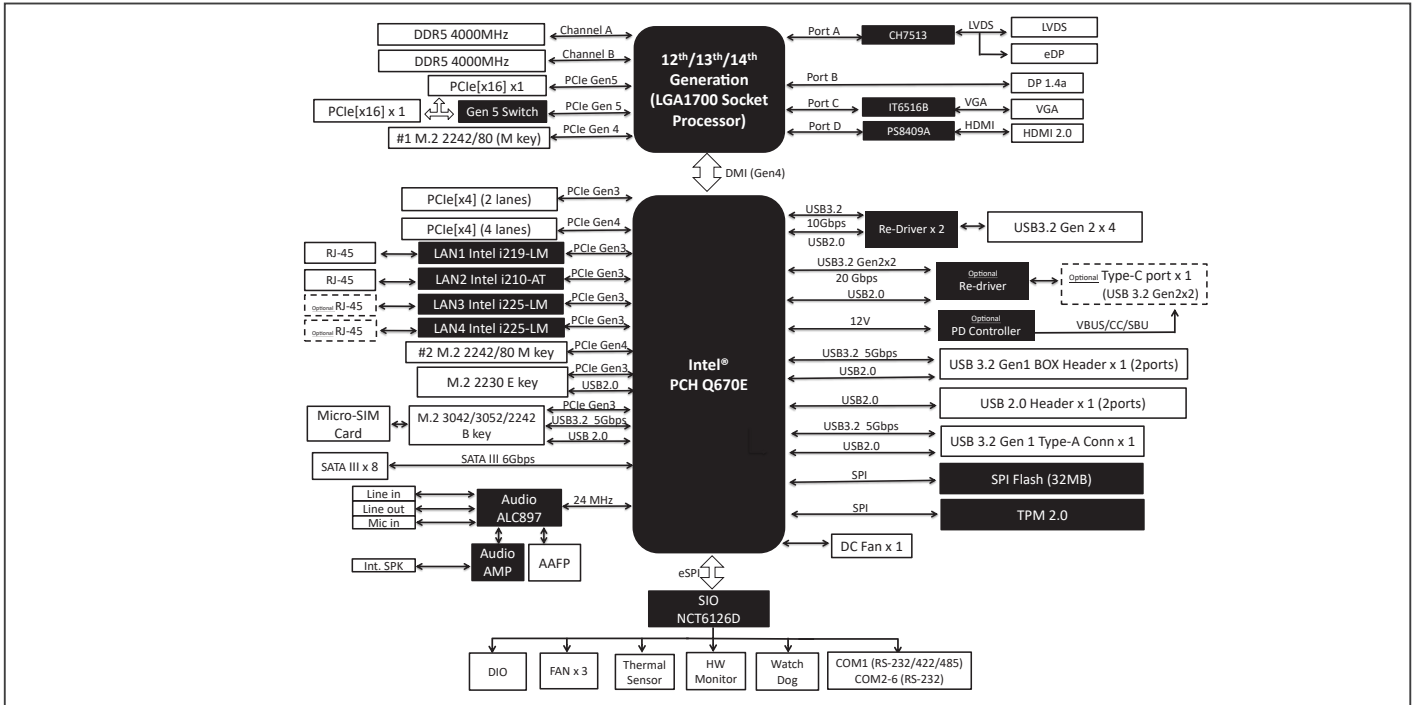 DDR5 4000MHz
Channel A
DDR5 4000MHz
Channel B
PCIe[x16] x1
PCIe Gen5
PCIe[x16] x 1
Gen 5 Switch
PCIe Gen 5
#1 M.2 2242/80 (M key)
PCIe Gen 4
12th/13th/14th
Generation
(LGA1700 Socket
Processor)
Port A
CH7513
LVDS
LVDS
eDP
Port B
DP 1.4a
Port C
IT6516B
VGA
VGA
Port D
PS8409A
HDMI
HDMI 2.0
DMI (Gen4)
PCIe[x4] (2 lanes)
PCIe Gen3
PCIe[x4] (4 lanes)
PCIe Gen4
RJ-45
LAN1 Intel i219-LM
PCIe Gen3
RJ-45
LAN2 Intel i210-AT
PCIe Gen3
Optional RJ-45
LAN3 Intel i225-LM
PCIe Gen3
Optional RJ-45
LAN4 Intel i225-LM
PCIe Gen3
#2 M.2 2242/80 M key
PCIe Gen4
M.2 2230 E key
PCIe Gen3
USB2.0
Micro-SIM
Card
M.2 3042/3052/2242
B key
PCIe Gen3
USB3.2 5Gbps
USB 2.0
SATA III x 8
SATA III 6Gbps
Line in
Line out
Mic in
Audio
ALC897
24 MHz
Int. SPK
Audio
AMP
AAFP
Intel®
PCH Q670E
USB3.2
10Gbps
USB2.0
Re-Driver x 2
USB3.2 Gen 2 x 4
USB3.2 Gen2x2
20 Gbps
USB2.0
Optional
Re-driver
Optional Type-C port x 1
(USB 3.2 Gen2x2)
12V
Optional
PD Controller
VBUS/CC/SBU
USB3.2 5Gbps
USB2.0
USB 3.2 Gen1 BOX Header x 1 (2ports)
USB2.0
USB 2.0 Header x 1 (2ports)
USB3.2 5Gbps
USB2.0
USB 3.2 Gen 1 Type-A Conn x 1
SPI
SPI Flash (32MB)
SPI
TPM 2.0
DC Fan x 1
eSPI
SIO
NCT6126D
DIO
FAN x 3
Thermal
Sensor
HW
Monitor
Watch
Dog
COM1 (RS-232/422/485)
COM2-6 (RS-232)